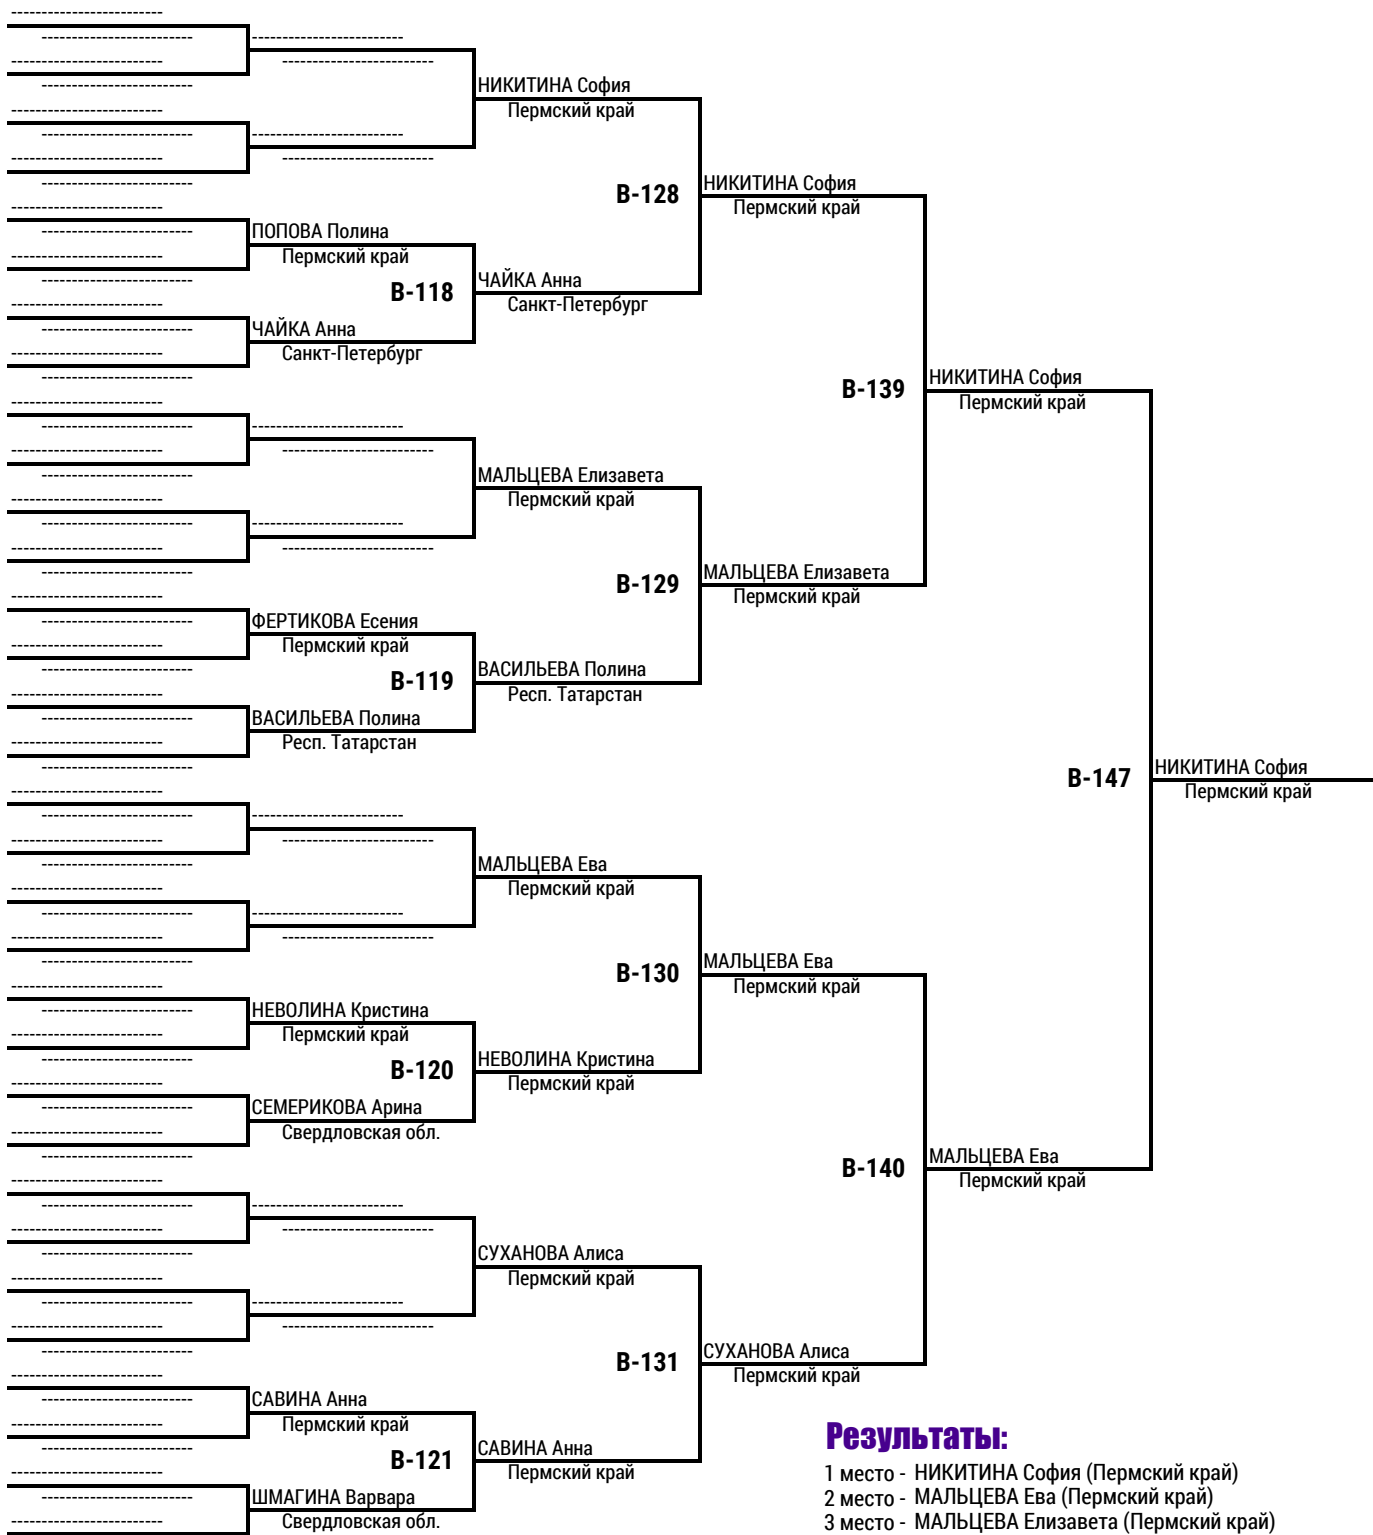 НИКИТИНА София
Пермский край
B-128
НИКИТИНА София
Пермский край
ПОПОВА Полина
Пермский край
B-118
ЧАЙКА Анна
Санкт-Петербург
ЧАЙКА Анна
Санкт-Петербург
B-139
НИКИТИНА София
Пермский край
МАЛЬЦЕВА Елизавета
Пермский край
B-129
МАЛЬЦЕВА Елизавета
Пермский край
ФЕРТИКОВА Есения
Пермский край
B-119
ВАСИЛЬЕВА Полина
Респ. Татарстан
ВАСИЛЬЕВА Полина
Респ. Татарстан
B-147
НИКИТИНА София
Пермский край
МАЛЬЦЕВА Ева
Пермский край
B-130
МАЛЬЦЕВА Ева
Пермский край
НЕВОЛИНА Кристина
Пермский край
B-120
НЕВОЛИНА Кристина
Пермский край
СЕМЕРИКОВА Арина
Свердловская обл.
B-140
МАЛЬЦЕВА Ева
Пермский край
СУХАНОВА Алиса
Пермский край
B-131
СУХАНОВА Алиса
Пермский край
САВИНА Анна
Пермский край
B-121
САВИНА Анна
Пермский край
ШМАГИНА Варвара
Свердловская обл.
Результаты:
1 место - НИКИТИНА София (Пермский край)
2 место - МАЛЬЦЕВА Ева (Пермский край)
3 место - МАЛЬЦЕВА Елизавета (Пермский край)